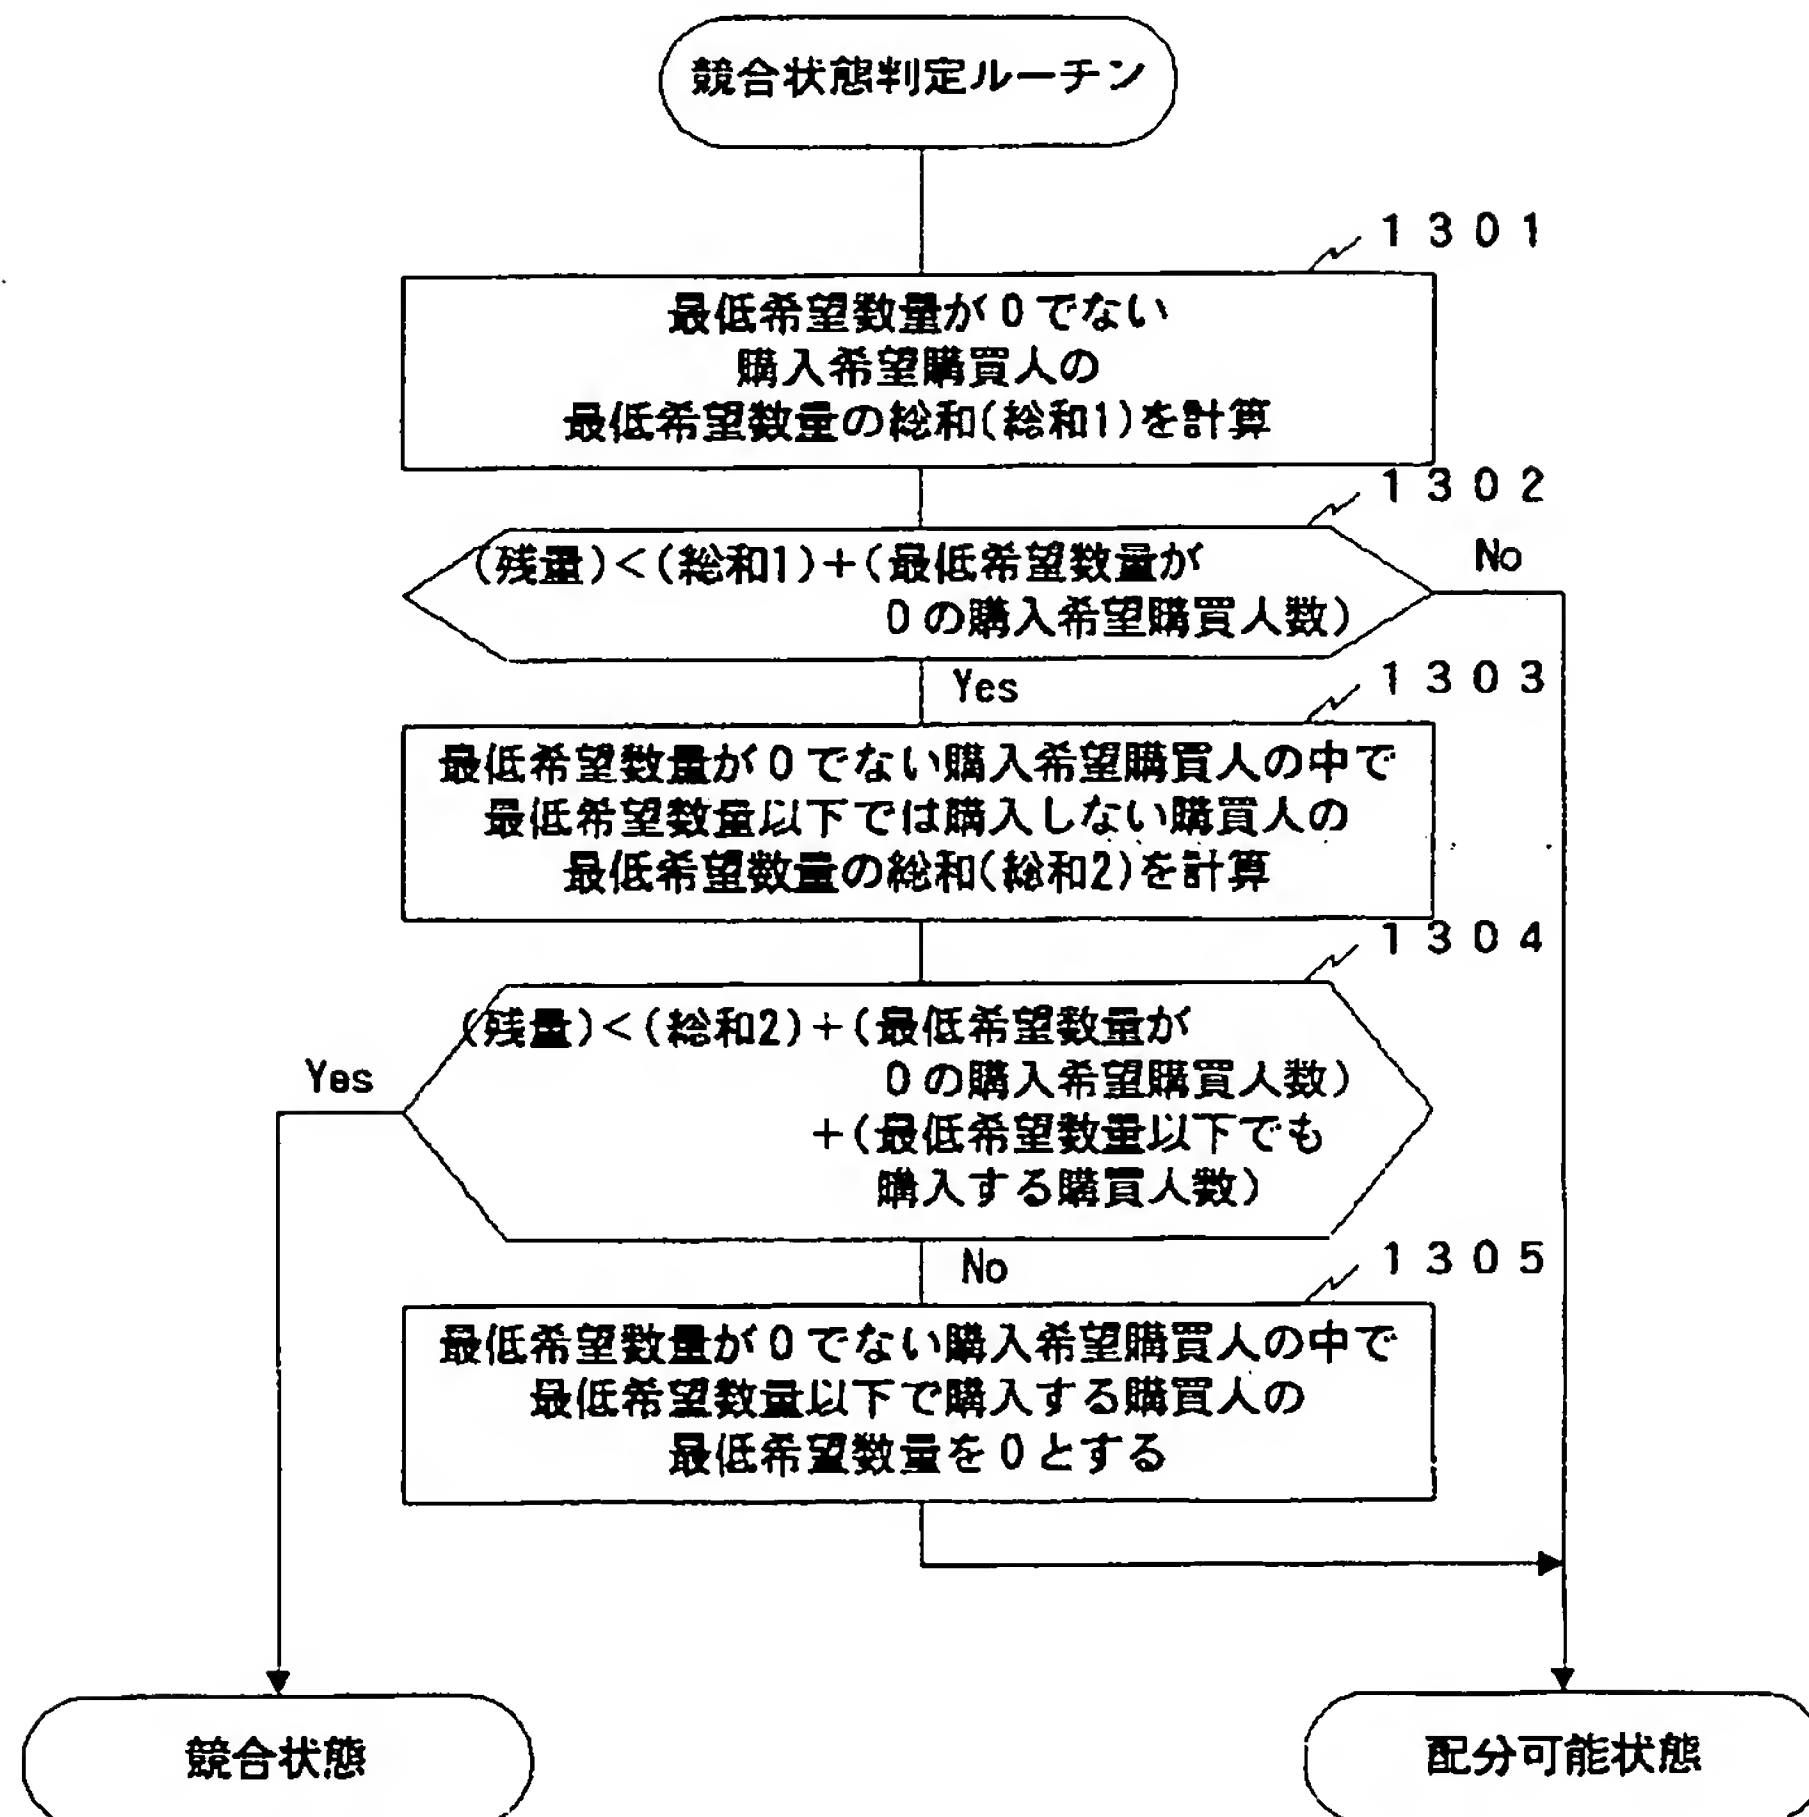 競合状態判定ルーチン
1301
最低希望数量が0でない
購入希望購買人の
最低希望数量の総和(総和1)を計算
1302
(残量)<(総和1)+(最低希望数量が
0の購入希望購買人数)
No
Yes
1303
最低希望数量が0でない購入希望購買人の中で
最低希望数量以下では購入しない購買人の
最低希望数量の総和(総和2)を計算
1304
(残量)<(総和2)+(最低希望数量が
0の購入希望購買人数)
+(最低希望数量以下でも
購入する購買人数)
Yes
No
1305
最低希望数量が0でない購入希望購買人の中で
最低希望数量以下で購入する購買人の
最低希望数量を0とする
競合状態
配分可能状態